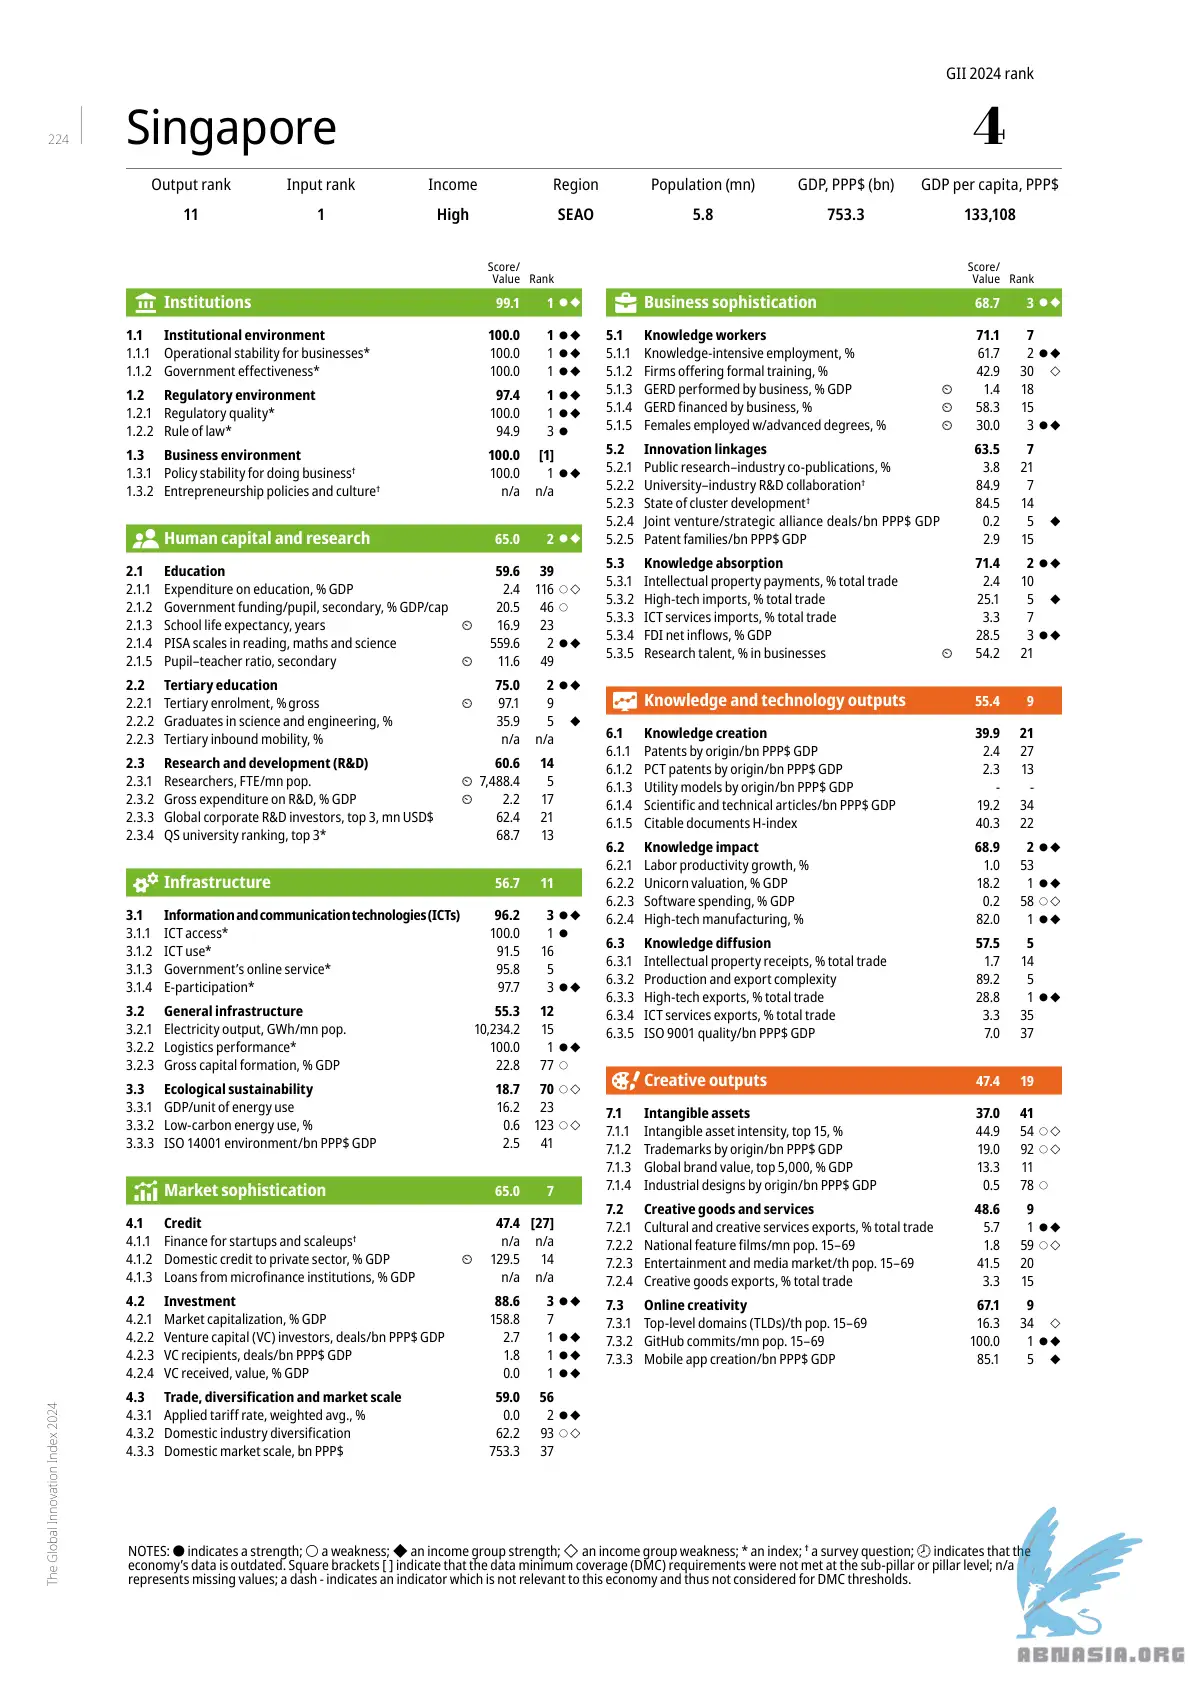 GII 2024 rank
224
Singapore
4
Output rank Input rank Income Region Population (mn) GDP, PPP$ (bn) GDP per capita, PPP$
11 1 High SEAO 5.8 753.3 133,108
Score/
Value Rank
Institutions 99.1 1 ●◆
1.1 Institutional environment 100.0 1 ●◆
1.1.1 Operational stability for businesses* 100.0 1 ●◆
1.1.2 Government effectiveness* 100.0 1 ●◆
1.2 Regulatory environment 97.4 1 ●◆
1.2.1 Regulatory quality* 100.0 1 ●◆
1.2.2 Rule of law* 94.9 3 ●
1.3 Business environment 100.0 [1]
1.3.1 Policy stability for doing business† 100.0 1 ●◆
1.3.2 Entrepreneurship policies and culture† n/a n/a
Human capital and research 65.0 2 ●◆
2.1 Education 59.6 39
2.1.1 Expenditure on education, % GDP 2.4 116 ○◇
2.1.2 Government funding/pupil, secondary, % GDP/cap 20.5 46 ○
2.1.3 School life expectancy, years 16.9 23
2.1.4 PISA scales in reading, maths and science 559.6 2 ●◆
2.1.5 Pupil–teacher ratio, secondary 11.6 49
2.2 Tertiary education 75.0 2 ●◆
2.2.1 Tertiary enrolment, % gross 97.1 9
2.2.2 Graduates in science and engineering, % 35.9 5 ◆
2.2.3 Tertiary inbound mobility, % n/a n/a
2.3 Research and development (R&D) 60.6 14
2.3.1 Researchers, FTE/mn pop. 7,488.4 5
2.3.2 Gross expenditure on R&D, % GDP 2.2 17
2.3.3 Global corporate R&D investors, top 3, mn USD$ 62.4 21
2.3.4 QS university ranking, top 3* 68.7 13
Infrastructure 56.7 11
3.1 Information and communication technologies (ICTs) 96.2 3 ●◆
3.1.1 ICT access* 100.0 1 ●
3.1.2 ICT use* 91.5 16
3.1.3 Government's online service* 95.8 5
3.1.4 E-participation* 97.7 3 ●◆
3.2 General infrastructure 55.3 12
3.2.1 Electricity output, GWh/mn pop. 10,234.2 15
3.2.2 Logistics performance* 100.0 1 ●◆
3.2.3 Gross capital formation, % GDP 22.8 77 ○
3.3 Ecological sustainability 18.7 70 ○◇
3.3.1 GDP/unit of energy use 16.2 23
3.3.2 Low-carbon energy use, % 0.6 123 ○◇
3.3.3 ISO 14001 environment/bn PPP$ GDP 2.5 41
Market sophistication 65.0 7
4.1 Credit 47.4 [27]
4.1.1 Finance for startups and scaleups† n/a n/a
4.1.2 Domestic credit to private sector, % GDP 129.5 14
4.1.3 Loans from microfinance institutions, % GDP n/a n/a
4.2 Investment 88.6 3 ●◆
4.2.1 Market capitalization, % GDP 158.8 7
4.2.2 Venture capital (VC) investors, deals/bn PPP$ GDP 2.7 1 ●◆
4.2.3 VC recipients, deals/bn PPP$ GDP 1.8 1 ●◆
4.2.4 VC received, value, % GDP 0.0 1 ●◆
4.3 Trade, diversification and market scale 59.0 56
4.3.1 Applied tariff rate, weighted avg., % 0.0 2 ●◆
4.3.2 Domestic industry diversification 62.2 93 ○◇
4.3.3 Domestic market scale, bn PPP$ 753.3 37
Score/
Value Rank
Business sophistication 68.7 3 ●◆
5.1 Knowledge workers 71.1 7
5.1.1 Knowledge-intensive employment, % 61.7 2 ●◆
5.1.2 Firms offering formal training, % 42.9 30 ◇
5.1.3 GERD performed by business, % GDP 1.4 18
5.1.4 GERD financed by business, % 58.3 15
5.1.5 Females employed w/advanced degrees, % 30.0 3 ●◆
5.2 Innovation linkages 63.5 7
5.2.1 Public research–industry co-publications, % 3.8 21
5.2.2 University–industry R&D collaboration† 84.9 7
5.2.3 State of cluster development† 84.5 14
5.2.4 Joint venture/strategic alliance deals/bn PPP$ GDP 0.2 5 ◆
5.2.5 Patent families/bn PPP$ GDP 2.9 15
5.3 Knowledge absorption 71.4 2 ●◆
5.3.1 Intellectual property payments, % total trade 2.4 10
5.3.2 High-tech imports, % total trade 25.1 5 ◆
5.3.3 ICT services imports, % total trade 3.3 7
5.3.4 FDI net inflows, % GDP 28.5 3 ●◆
5.3.5 Research talent, % in businesses 54.2 21
Knowledge and technology outputs 55.4 9
6.1 Knowledge creation 39.9 21
6.1.1 Patents by origin/bn PPP$ GDP 2.4 27
6.1.2 PCT patents by origin/bn PPP$ GDP 2.3 13
6.1.3 Utility models by origin/bn PPP$ GDP - -
6.1.4 Scientific and technical articles/bn PPP$ GDP 19.2 34
6.1.5 Citable documents H-index 40.3 22
6.2 Knowledge impact 68.9 2 ●◆
6.2.1 Labor productivity growth, % 1.0 53
6.2.2 Unicorn valuation, % GDP 18.2 1 ●◆
6.2.3 Software spending, % GDP 0.2 58 ○◇
6.2.4 High-tech manufacturing, % 82.0 1 ●◆
6.3 Knowledge diffusion 57.5 5
6.3.1 Intellectual property receipts, % total trade 1.7 14
6.3.2 Production and export complexity 89.2 5
6.3.3 High-tech exports, % total trade 28.8 1 ●◆
6.3.4 ICT services exports, % total trade 3.3 35
6.3.5 ISO 9001 quality/bn PPP$ GDP 7.0 37
Creative outputs 47.4 19
7.1 Intangible assets 37.0 41
7.1.1 Intangible asset intensity, top 15, % 44.9 54 ○◇
7.1.2 Trademarks by origin/bn PPP$ GDP 19.0 92 ○◇
7.1.3 Global brand value, top 5,000, % GDP 13.3 11
7.1.4 Industrial designs by origin/bn PPP$ GDP 0.5 78 ○
7.2 Creative goods and services 48.6 9
7.2.1 Cultural and creative services exports, % total trade 5.7 1 ●◆
7.2.2 National feature films/mn pop. 15–69 1.8 59 ○◇
7.2.3 Entertainment and media market/th pop. 15–69 41.5 20
7.2.4 Creative goods exports, % total trade 3.3 15
7.3 Online creativity 67.1 9
7.3.1 Top-level domains (TLDs)/th pop. 15–69 16.3 34 ◇
7.3.2 GitHub commits/mn pop. 15–69 100.0 1 ●◆
7.3.3 Mobile app creation/bn PPP$ GDP 85.1 5 ◆
The Global Innovation Index 2024
NOTES: ● indicates a strength; ○ a weakness; ◆ an income group strength; ◇ an income group weakness; * an index; † a survey question; 🕘 indicates that the
economy's data is outdated. Square brackets [ ] indicate that the data minimum coverage (DMC) requirements were not met at the sub-pillar or pillar level; n/a
represents missing values; a dash - indicates an indicator which is not relevant to this economy and thus not considered for DMC thresholds.
ABNASIA.ORG